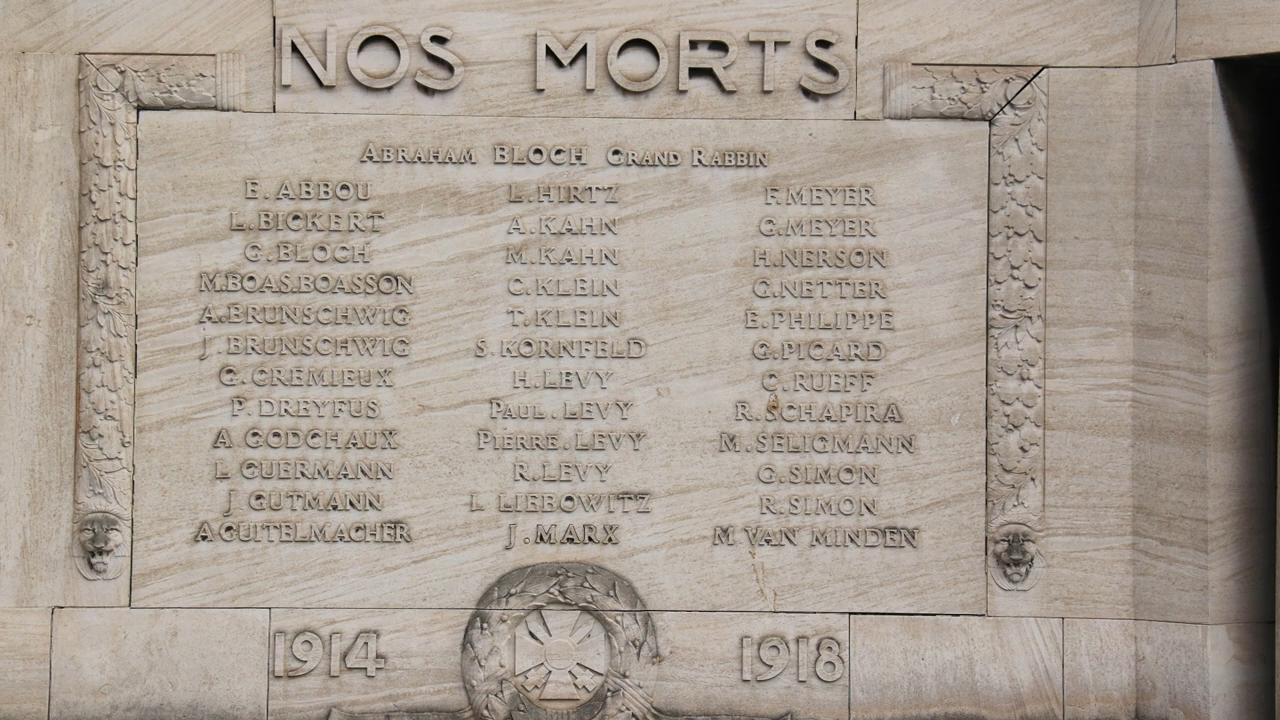 NOS MORTS
ABRAHAM BLOCH GRAND RABBIN
E. ABBOU
L. BICKERT
G. BLOCH
M.BOAS.BOASSON
A.BRUNSCHWIG
J. BRUNSCHWIG
G. CREMIEUX
P. DREYFUS
A GODCHAUX
L GUERMANN
J GUTMANN
A GUITELMACHER
L. HIRTZ
A. KAHN
M. KAHN
C. KLEIN
T. KLEIN
S. KORNFELD
H. LEVY
PAUL. LEVY
PIERRE. LEVY
R. LEVY
L LIEBOWITZ
J. MARX
F. MEYER
G. MEYER
H. NERSON
G. NETTER
E. PHILIPPE
G. PICARD
C. RUEFF
R. SCHAPIRA
M. SELIGMANN
G. SIMON
R. SIMON
M VAN MINDEN
1914 1918